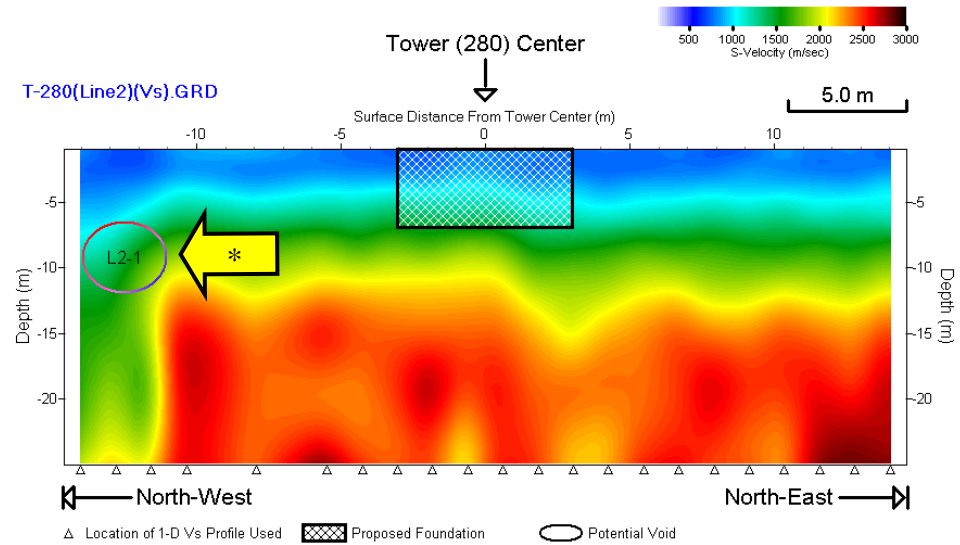 500 1000 1500 2000 2500 3000
S-Velocity (m/sec)
Tower (280) Center
T-280(Line2)(Vs).GRD
5.0 m
Surface Distance From Tower Center (m)
-10 -5 0 5 10
-5 -5
L2-1 *
-10 -10
Depth (m) Depth (m)
-15 -15
-20 -20
North-West North-East
Location of 1-D Vs Profile Used Proposed Foundation Potential Void